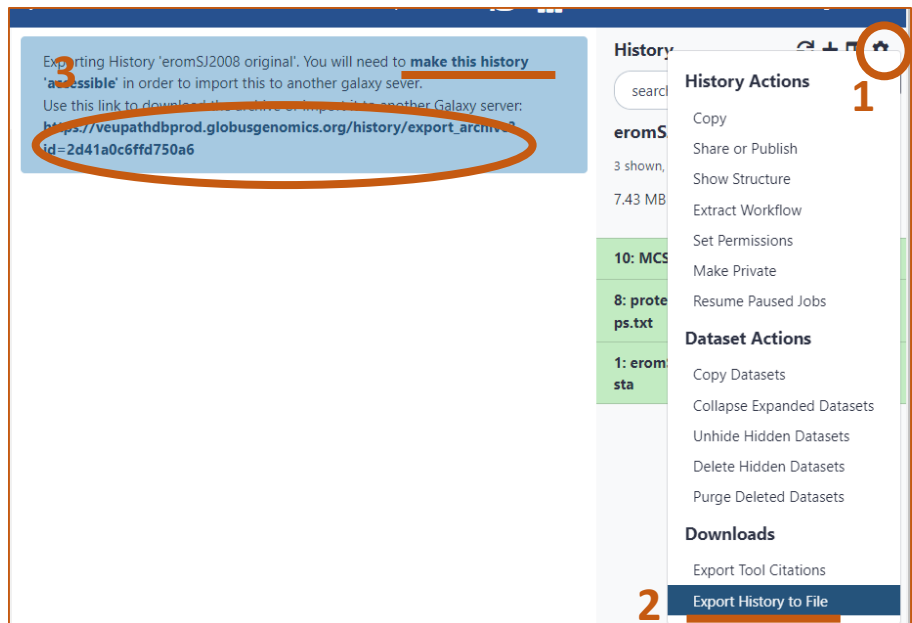 Exporting History 'eromSJ2008 original'. You will need to make this history
'accessible' in order to import this to another galaxy sever.
Use this link to download the archive or import it to another Galaxy server:
https://veupathdbprod.globusgenomics.org/history/export_archive?
id=2d41a0c6ffd750a6
3
History
1
searc
eromS
3 shown,
7.43 MB
10: MCS
8: prote
ps.txt
1: erom
sta
History Actions
Copy
Share or Publish
Show Structure
Extract Workflow
Set Permissions
Make Private
Resume Paused Jobs
Dataset Actions
Copy Datasets
Collapse Expanded Datasets
Unhide Hidden Datasets
Delete Hidden Datasets
Purge Deleted Datasets
Downloads
Export Tool Citations
2
Export History to File